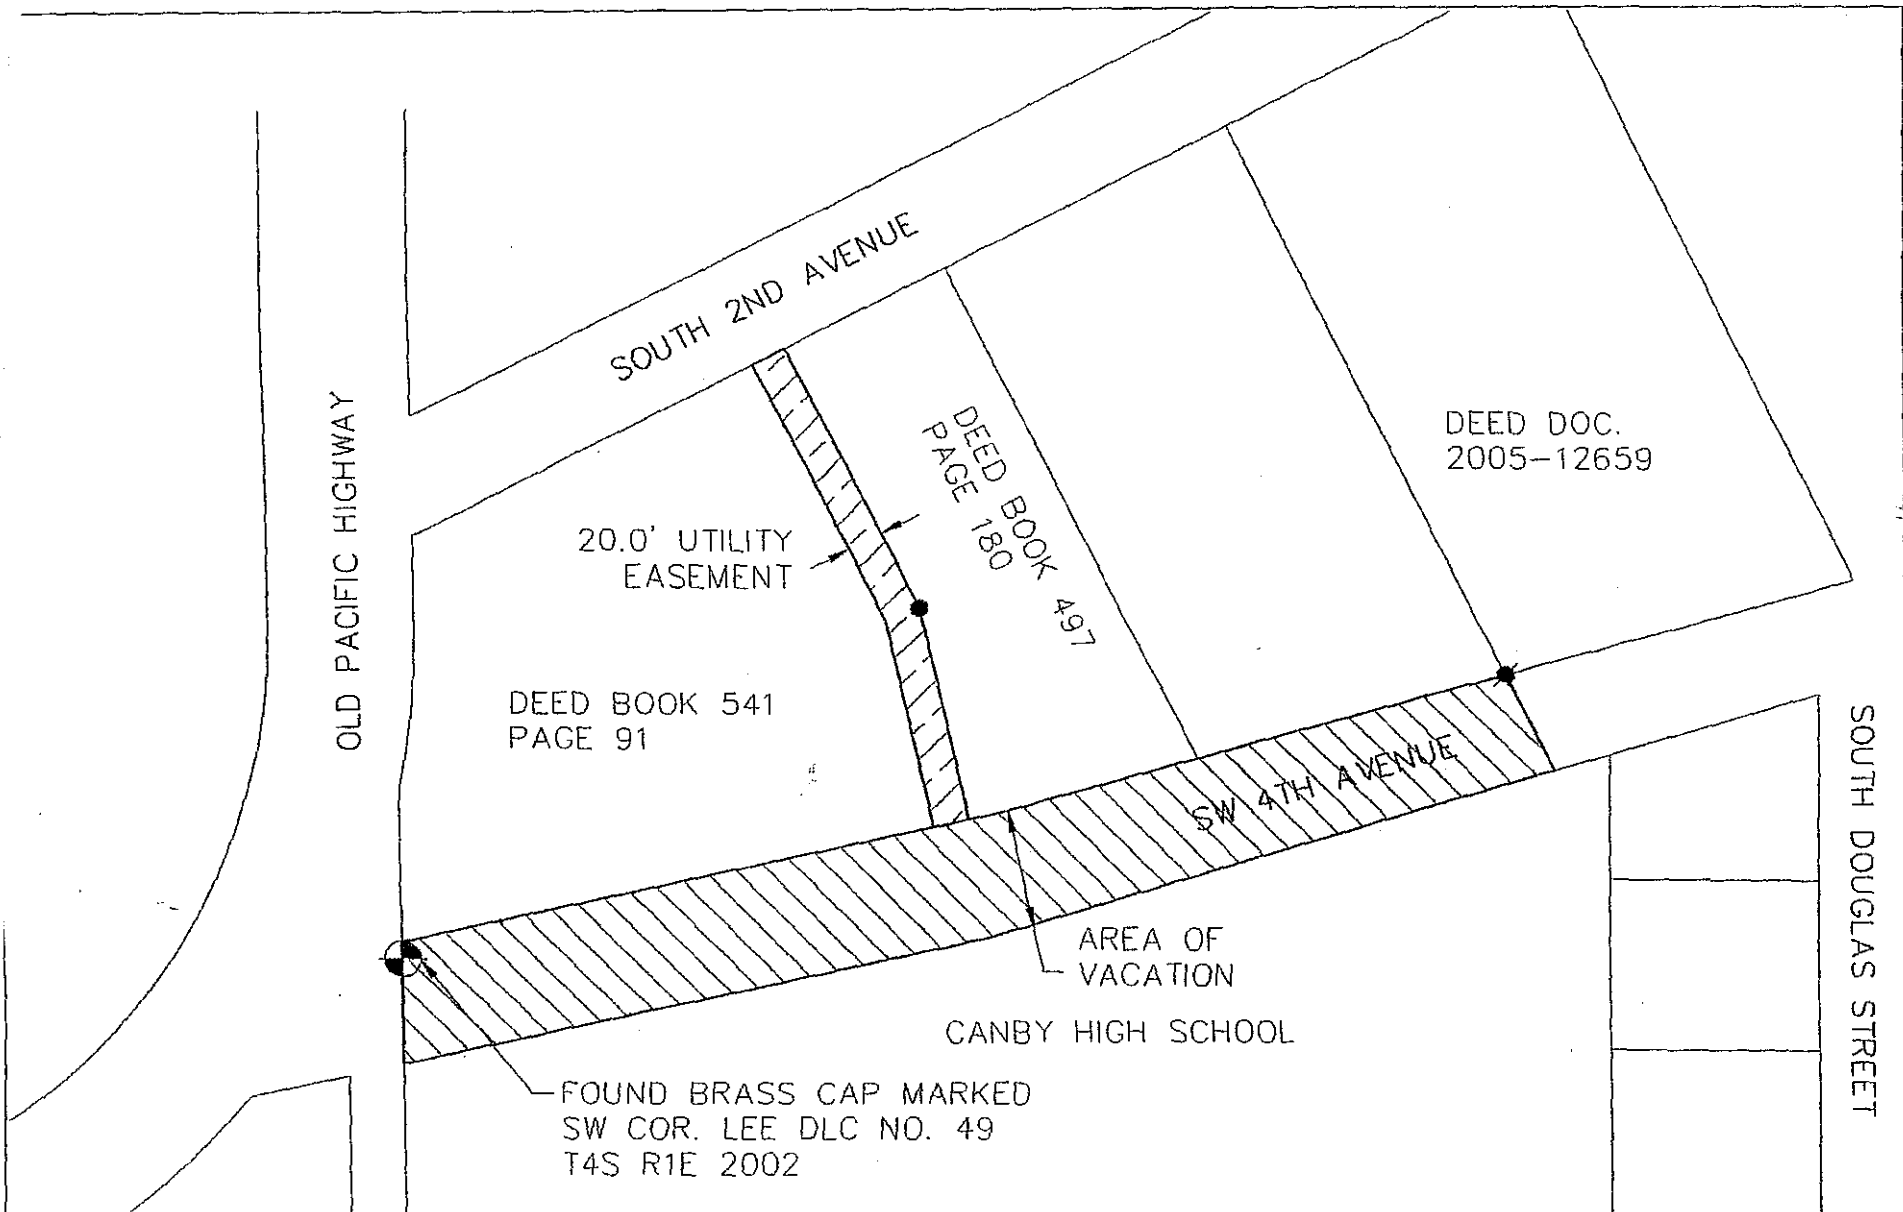 SOUTH 2ND AVENUE
OLD PACIFIC HIGHWAY
DEED BOOK 497
PAGE 180
DEED DOC.
2005-12659
20.0' UTILITY
EASEMENT
DEED BOOK 541
PAGE 91
SW 4TH AVENUE
SOUTH DOUGLAS STREET
AREA OF
VACATION
CANBY HIGH SCHOOL
FOUND BRASS CAP MARKED
SW COR. LEE DLC NO. 49
T4S R1E 2002